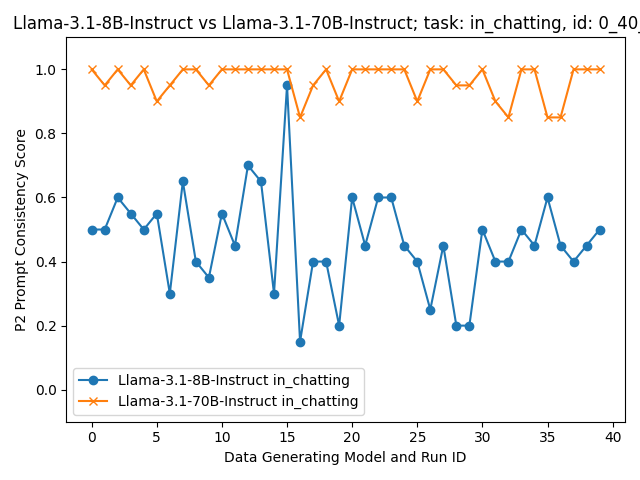 Llama-3.1-8B-Instruct vs Llama-3.1-70B-Instruct; task: in_chatting, id: 0_40_
1.0
0.8
0.6
0.4
0.2
0.0
P2 Prompt Consistency Score
Llama-3.1-8B-Instruct in_chatting
Llama-3.1-70B-Instruct in_chatting
0 5 10 15 20 25 30 35 40
Data Generating Model and Run ID